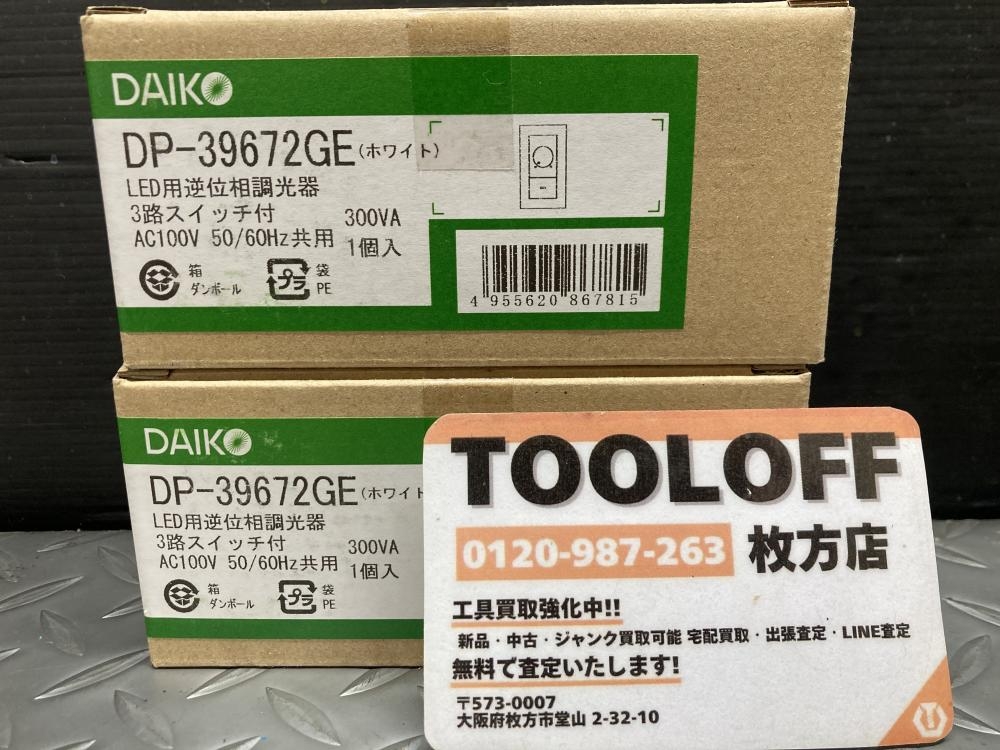 DAIKO
DP-39672GE(ホワイト)
LED用逆位相調光器
3路スイッチ付 300VA
AC100V 50/60Hz共用 1個入
箱 ダンボール プラ 袋 PE
4 955620 867815
DAIKO
DP-39672GE(ホワイト
LED用逆位相調光器
3路スイッチ付 300VA
AC100V 50/60Hz共用 1個入
箱 ダンボール プラ 袋 PE
TOOLOFF
0120-987-263 枚方店
工具買取強化中!!
新品・中古・ジャンク買取可能 宅配買取・出張査定・LINE査定
無料で査定いたします!
〒573-0007
大阪府枚方市堂山 2-32-10